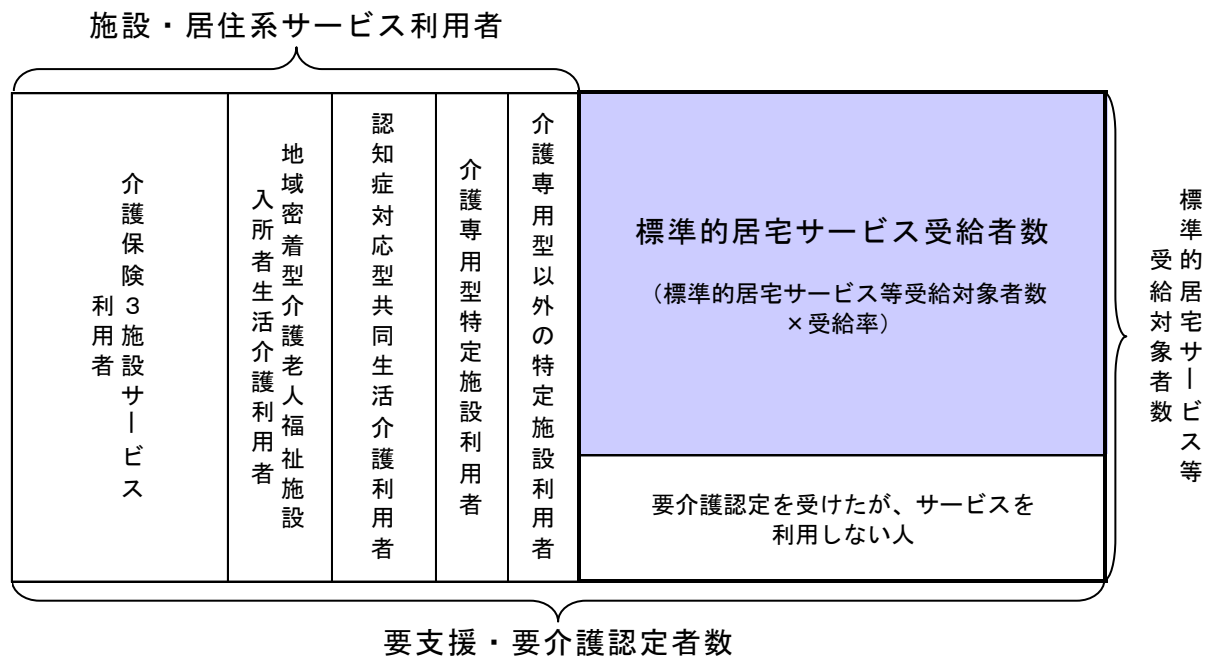 施設・居住系サービス利用者
介護保険３施設サービス
利用者
地域密着型介護老人福祉施設
入所者生活介護利用者
認知症対応型共同生活介護利用者
介護専用型特定施設利用者
介護専用型以外の特定施設利用者
標準的居宅サービス受給者数
（標準的居宅サービス等受給対象者数
×受給率）
要介護認定を受けたが、サービスを
利用しない人
標準的居宅サービス等
受給対象者数
要支援・要介護認定者数